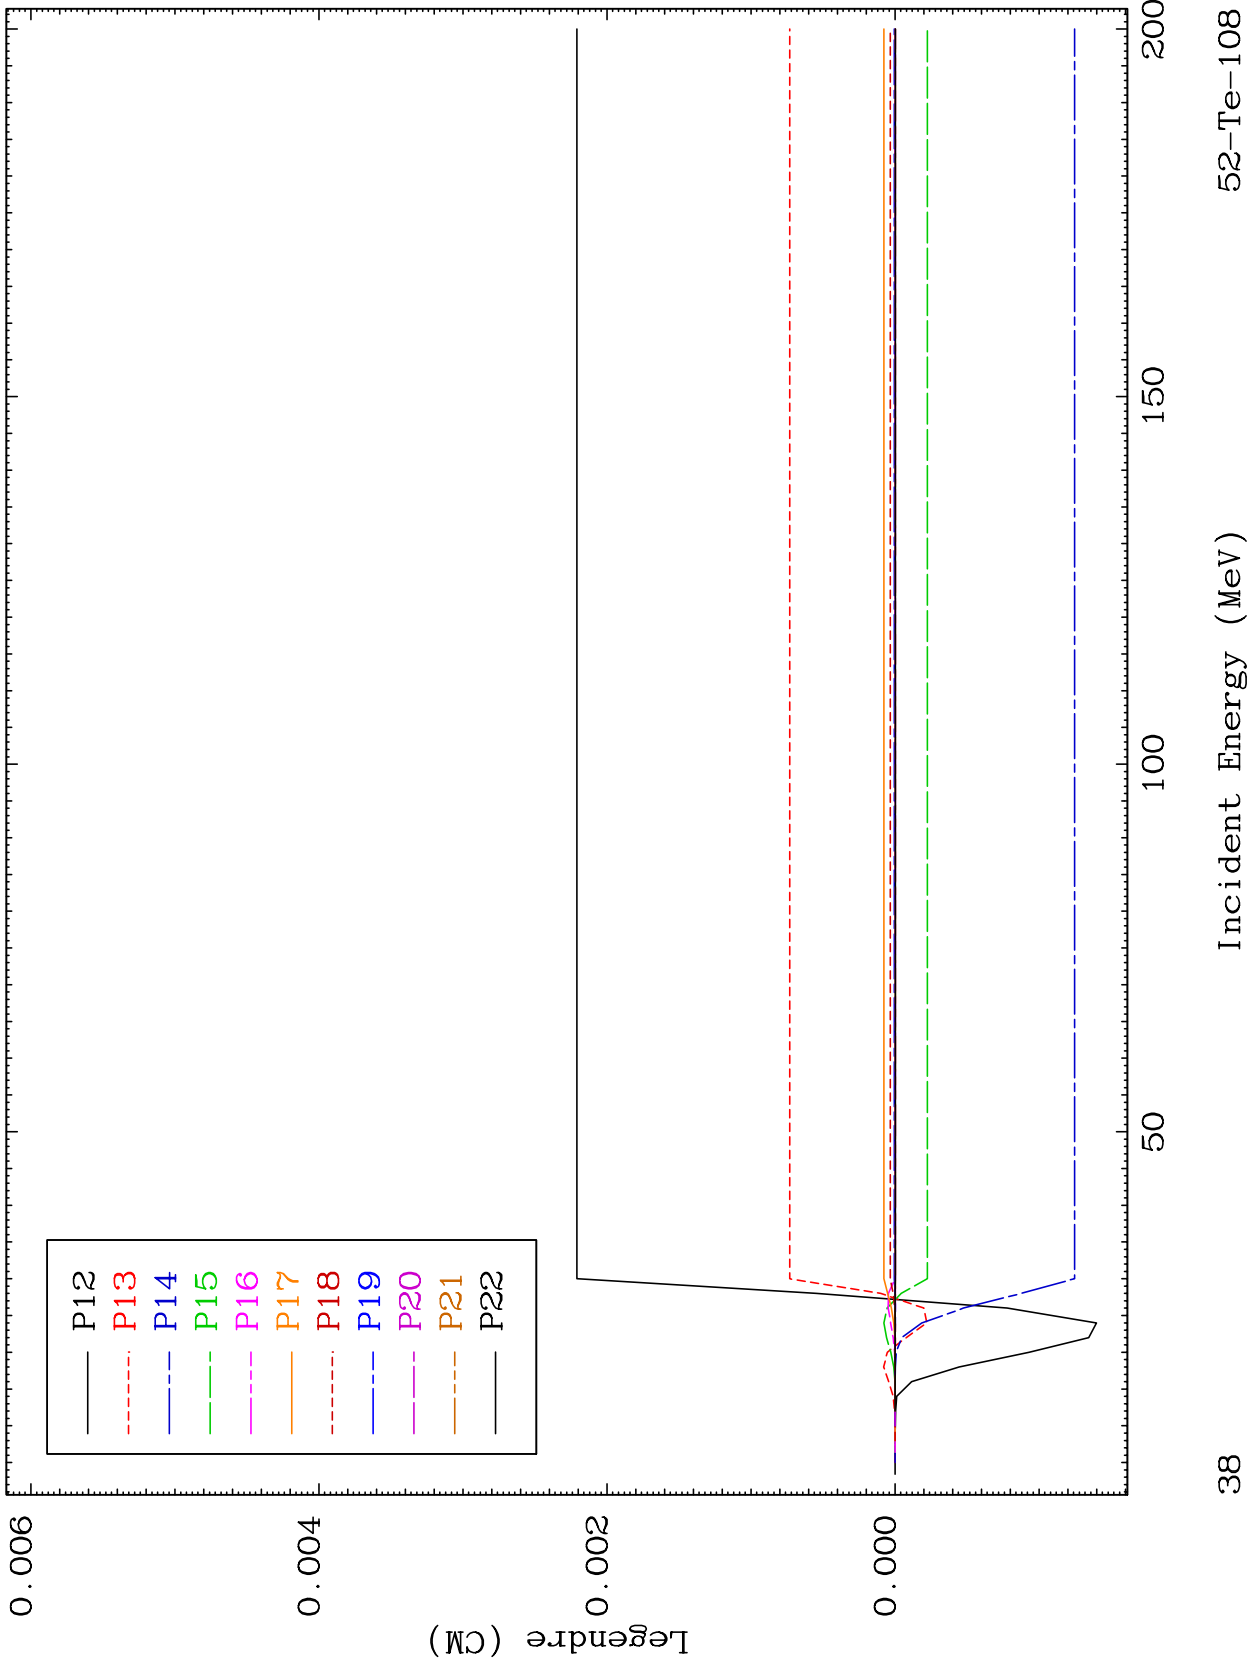 Legendre (CM)
0.006
0.004
0.002
0.000
P12
P13
P14
P15
P16
P17
P18
P19
P20
P21
P22
50
100
150
200
Incident Energy (MeV)
38
52-Te-108